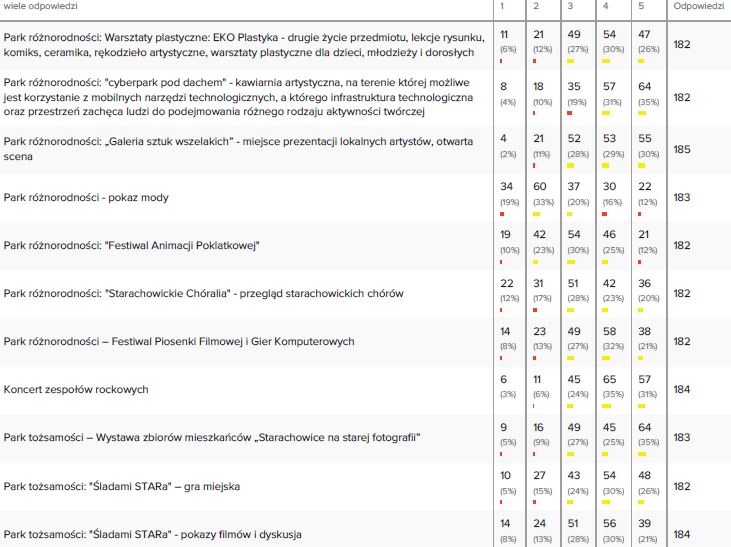 wiele odpowiedzi 1 2 3 4 5 Odpowiedzi
Park różnorodności: Warsztaty plastyczne: EKO Plastyka - drugie życie przedmiotu, lekcje rysunku,
komiks, ceramika, rękodzieło artystyczne, warsztaty plastyczne dla dzieci, młodzieży i dorosłych
11 21 49 54 47 182
(6%) (12%) (27%) (30%) (26%)
Park różnorodności: "cyberpark pod dachem" - kawiarnia artystyczna, na terenie której możliwe
jest korzystanie z mobilnych narzędzi technologicznych, a którego infrastruktura technologiczna
oraz przestrzeń zachęca ludzi do podejmowania różnego rodzaju aktywności twórczej
8 18 35 57 64 182
(4%) (10%) (19%) (31%) (35%)
Park różnorodności: „Galeria sztuk wszelakich” - miejsce prezentacji lokalnych artystów, otwarta
scena
4 21 52 53 55 185
(2%) (11%) (28%) (29%) (30%)
Park różnorodności - pokaz mody
34 60 37 30 22 183
(19%) (33%) (20%) (16%) (12%)
Park różnorodności: "Festiwal Animacji Poklatkowej"
19 42 54 46 21 182
(10%) (23%) (30%) (25%) (12%)
Park różnorodności: "Starachowickie Chóralia" - przegląd starachowickich chórów
22 31 51 42 36 182
(12%) (17%) (28%) (23%) (20%)
Park różnorodności – Festiwal Piosenki Filmowej i Gier Komputerowych
14 23 49 58 38 182
(8%) (13%) (27%) (32%) (21%)
Koncert zespołów rockowych
6 11 45 65 57 184
(3%) (6%) (24%) (35%) (31%)
Park tożsamości – Wystawa zbiorów mieszkańców „Starachowice na starej fotografii”
9 16 49 45 64 183
(5%) (9%) (27%) (25%) (35%)
Park tożsamości: "Śladami STARa" – gra miejska
10 27 43 54 48 182
(5%) (15%) (24%) (30%) (26%)
Park tożsamości: "Śladami STARa" - pokazy filmów i dyskusja
14 24 51 56 39 184
(8%) (13%) (28%) (30%) (21%)